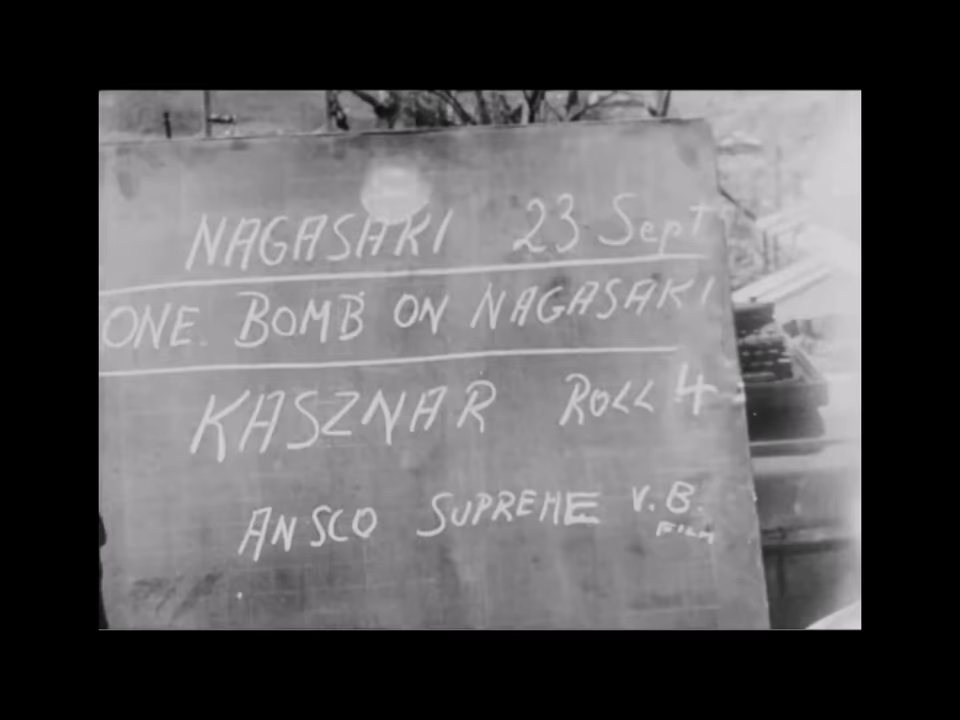 NAGASAKI 23 Sept
ONE. BOMB ON NAGASAKI
KASZNAR ROLL 4
ANSCO SUPREME V.B.
FILM